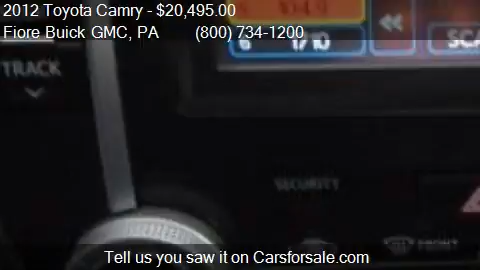 2012 Toyota Camry - $20,495.00
Fiore Buick GMC, PA (800) 734-1200
TRACK
6 1/10
SCA
SECURITY
Tell us you saw it on Carsforsale.com